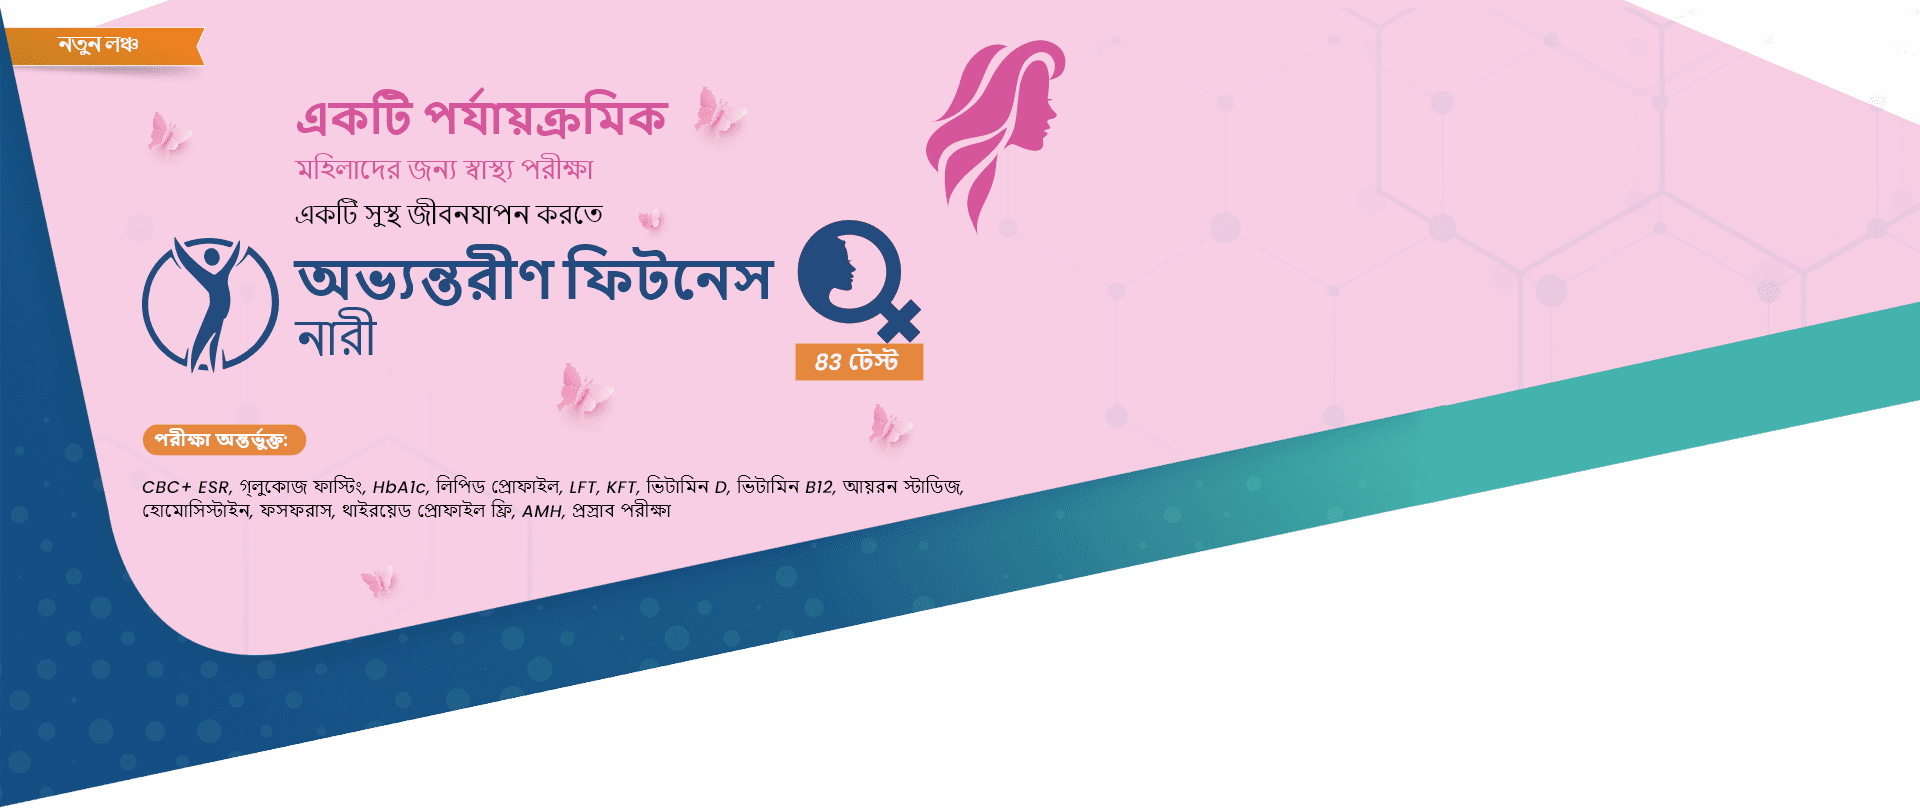 নতুন লঞ্চ
একটি পর্যায়ক্রমিক
মহিলাদের জন্য স্বাস্থ্য পরীক্ষা
একটি সুস্থ জীবনযাপন করতে
অভ্যন্তরীণ ফিটনেস
নারী
83 টেস্ট
পরীক্ষা অন্তর্ভুক্ত:
CBC+ ESR, গ্লুকোজ ফাস্টিং, HbA1c, লিপিড প্রোফাইল, LFT, KFT, ভিটামিন D, ভিটামিন B12, আয়রন স্টাডিজ,
হোমোসিস্টাইন, ফসফরাস, থাইরয়েড প্রোফাইল ফ্রি, AMH, প্রস্রাব পরীক্ষা